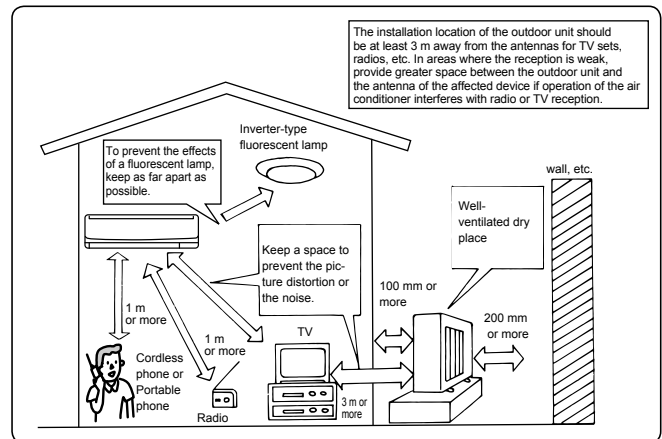 The installation location of the outdoor unit should
be at least 3 m away from the antennas for TV sets,
radios, etc. In areas where the reception is weak,
provide greater space between the outdoor unit and
the antenna of the affected device if operation of the air
conditioner interferes with radio or TV reception.
Inverter-type
fluorescent lamp
To prevent the effects
of a fluorescent lamp,
keep as far apart as
possible.
wall, etc.
Well-
ventilated dry
place
Keep a space to
prevent the pic-
ture distortion or
the noise.
100 mm or
more
200 mm
or more
1 m
or more
1 m
or more
TV
Cordless
phone or
Portable
phone
Radio
3 m or
more